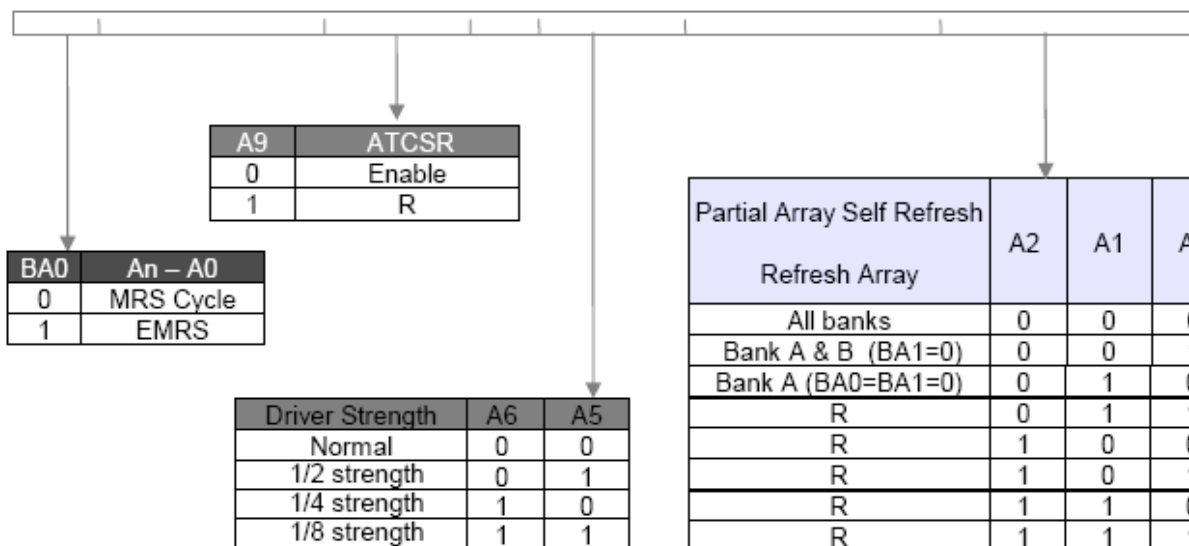 A9 ATCSR
0 Enable
1 R
BA0 An – A0
0 MRS Cycle
1 EMRS
Driver Strength A6 A5
Normal 0 0
1/2 strength 0 1
1/4 strength 1 0
1/8 strength 1 1
Partial Array Self Refresh
Refresh Array A2 A1
All banks 0 0
Bank A & B (BA1=0) 0 0
Bank A (BA0=BA1=0) 0 1
R 0 1
R 1 0
R 1 0
R 1 1
R 1 1